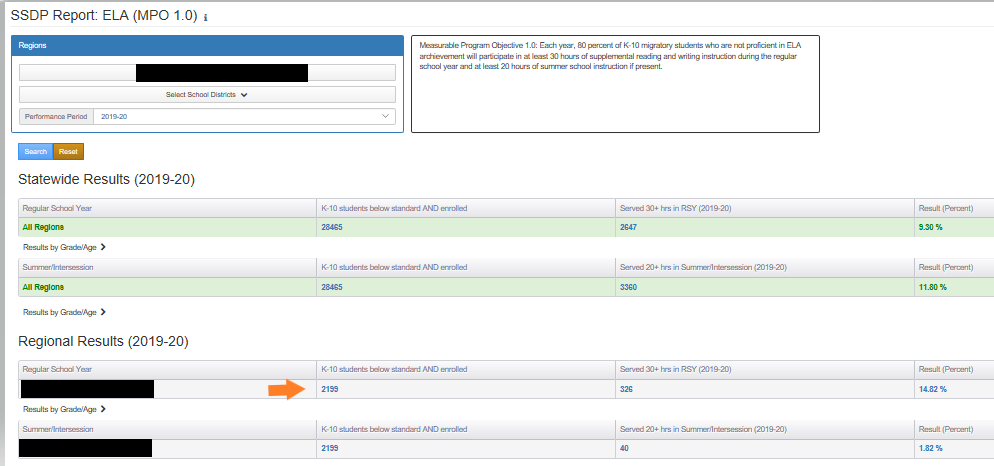 SSDP Report: ELA (MPO 1.0) i
Regions
Select School Districts
Performance Period 2019-20
Measurable Program Objective 1.0: Each year, 80 percent of K-10 migratory students who are not proficient in ELA
archievement will participate in at least 30 hours of supplemental reading and writing instruction during the regular
school year and at least 20 hours of summer school instruction if present.
Search Reset
Statewide Results (2019-20)
Regular School Year K-10 students below standard AND enrolled Served 30+ hrs in RSY (2019-20) Result (Percent)
All Regions 28465 2647 9.30 %
Results by Grade/Age
Summer/Intersession K-10 students below standard AND enrolled Served 20+ hrs in Summer/Intersession (2019-20) Result (Percent)
All Regions 28465 3360 11.80 %
Results by Grade/Age
Regional Results (2019-20)
Regular School Year K-10 students below standard AND enrolled Served 30+ hrs in RSY (2019-20) Result (Percent)
2199 326 14.82 %
Results by Grade/Age
Summer/Intersession K-10 students below standard AND enrolled Served 20+ hrs in Summer/Intersession (2019-20) Result (Percent)
2199 40 1.82 %